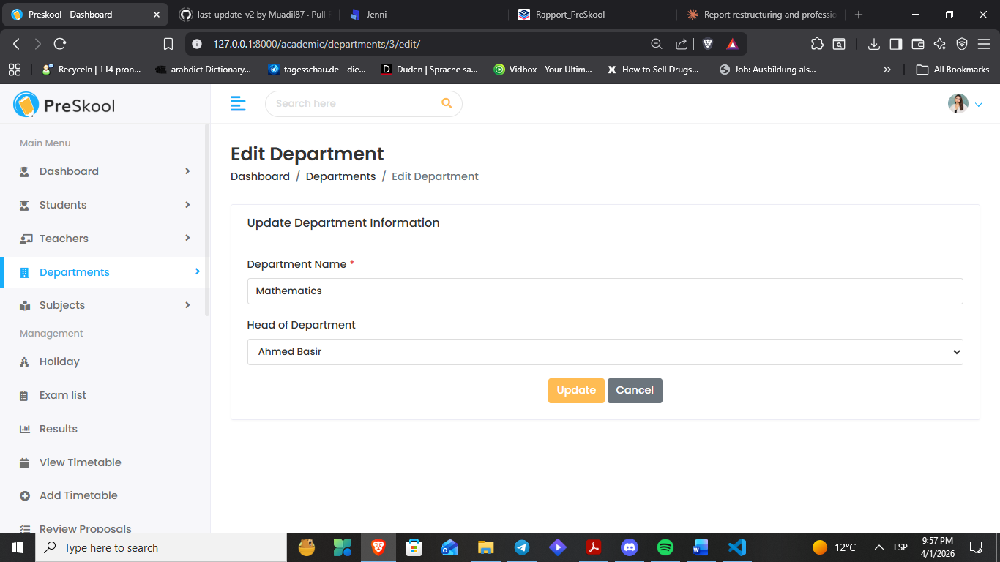 Preskool - Dashboard
last-update-v2 by Muadil87 · Pull
Jenni
Rapport_PreSkool
Report restructuring and professio
127.0.0.1:8000/academic/departments/3/edit/
RecycleIn | 114 pron...
arabdict Dictionary...
tagesschau.de - die...
D
Duden | Sprache sa...
Vidbox - Your Ultim...
X
How to Sell Drugs...
Job: Ausbildung als...
All Bookmarks
PreSkool
Search here
Main Menu
Dashboard
Students
Teachers
Departments
Subjects
Management
Holiday
Exam list
Results
View Timetable
Add Timetable
Review Proposals
Edit Department
Dashboard / Departments / Edit Department
Update Department Information
Department Name *
Mathematics
Head of Department
Ahmed Basir
Update
Cancel
Type here to search
12°C
ESP
9:57 PM
4/1/2026